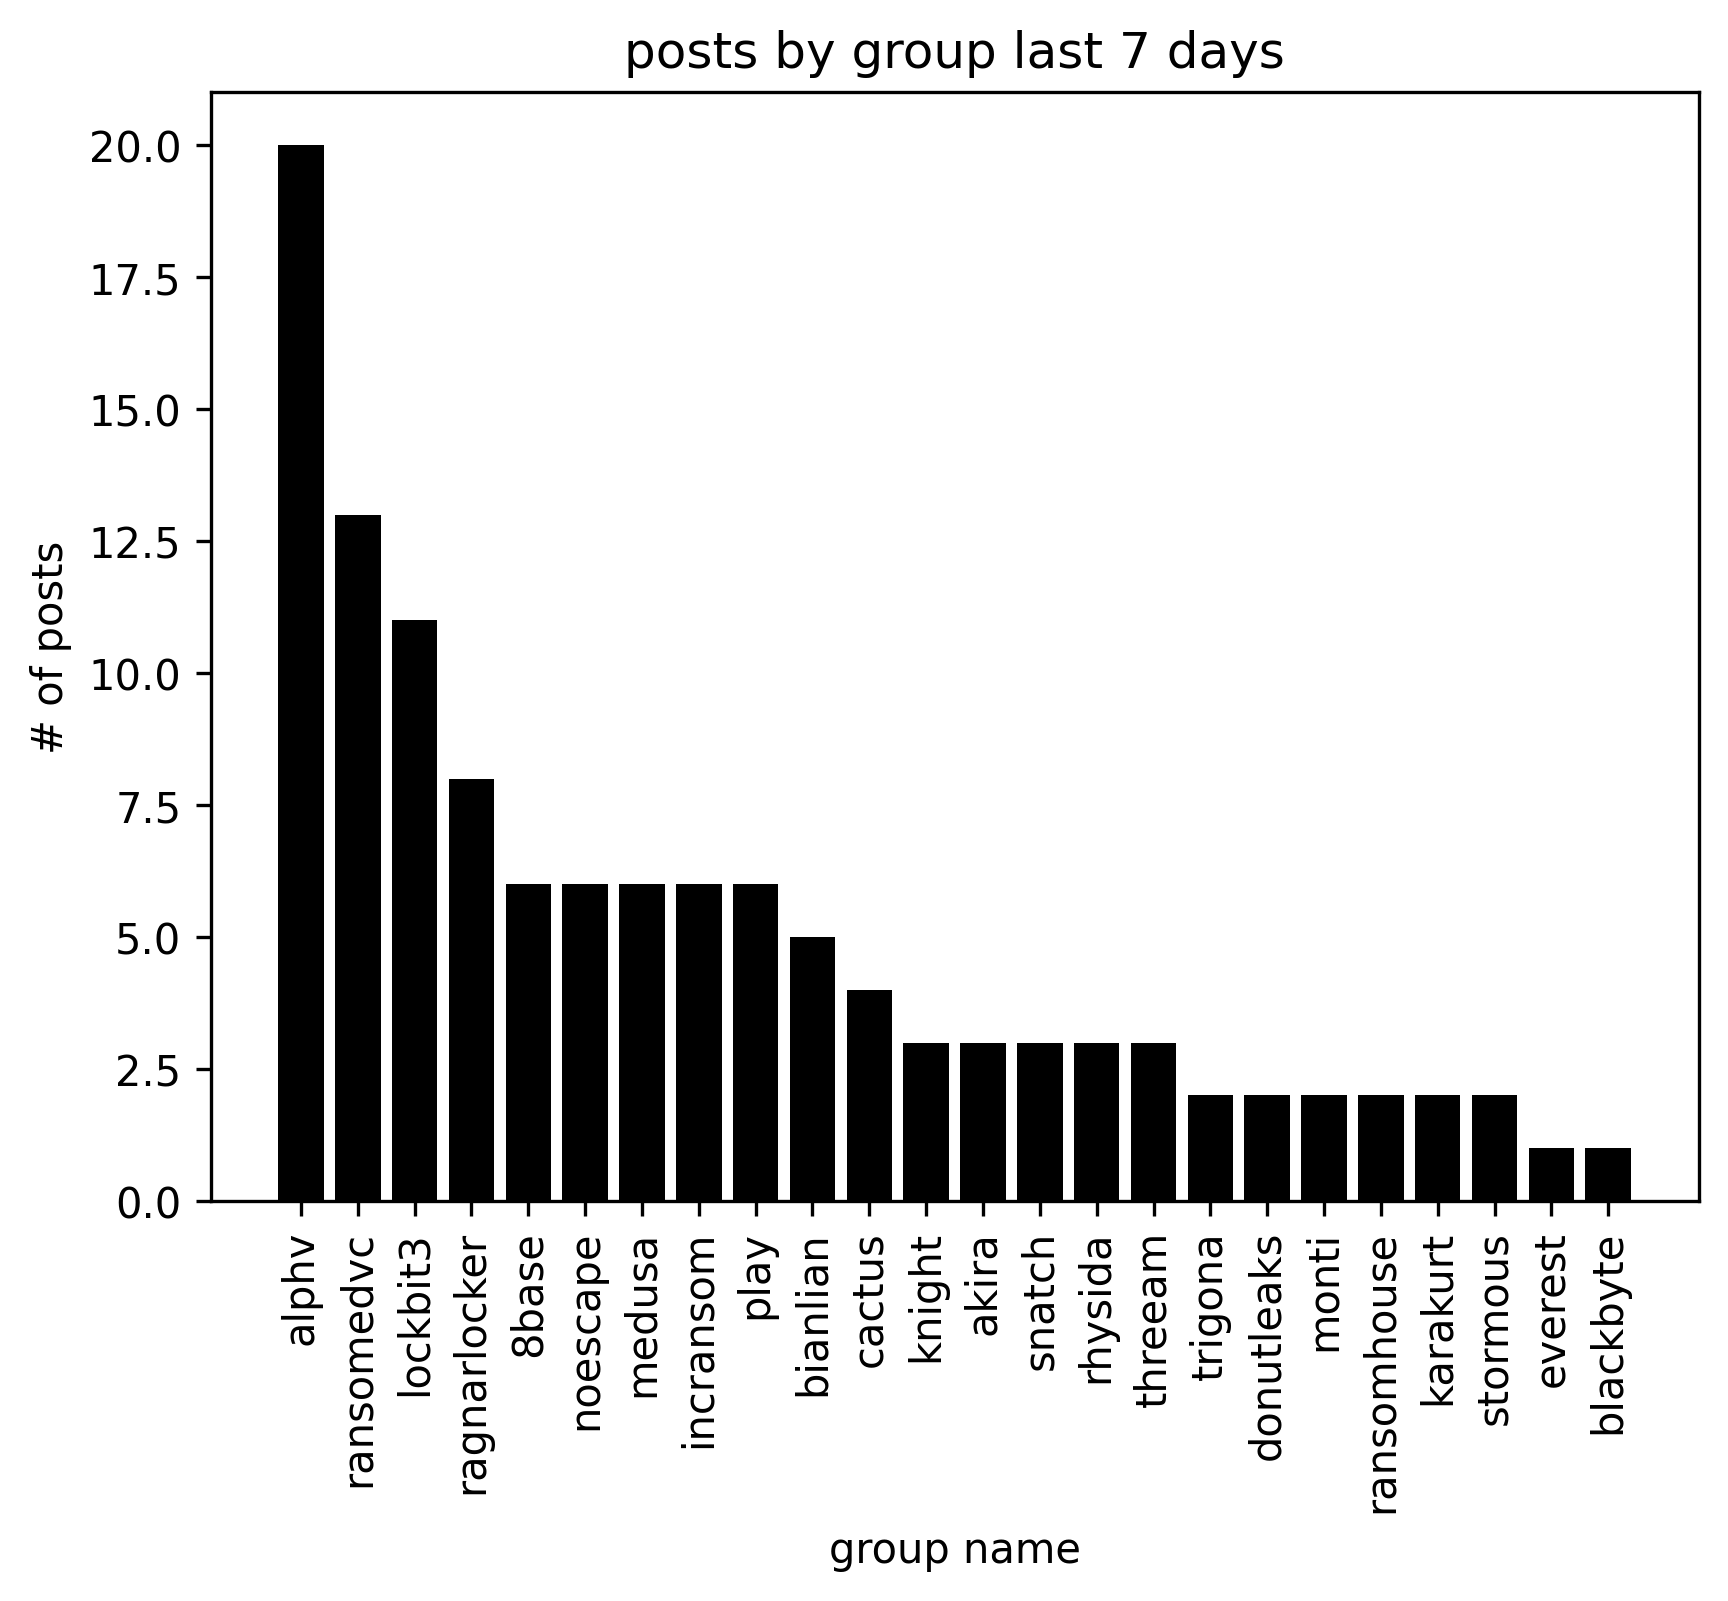 posts by group last 7 days
# of posts
20.0
17.5
15.0
12.5
10.0
7.5
5.0
2.5
0.0
alphv
ransomedvc
lockbit3
ragnarlocker
8base
noescape
medusa
incransom
play
bianlian
cactus
knight
akira
snatch
rhysida
threeam
trigona
donutleaks
monti
ransomhouse
karakurt
stormous
everest
blackbyte
group name